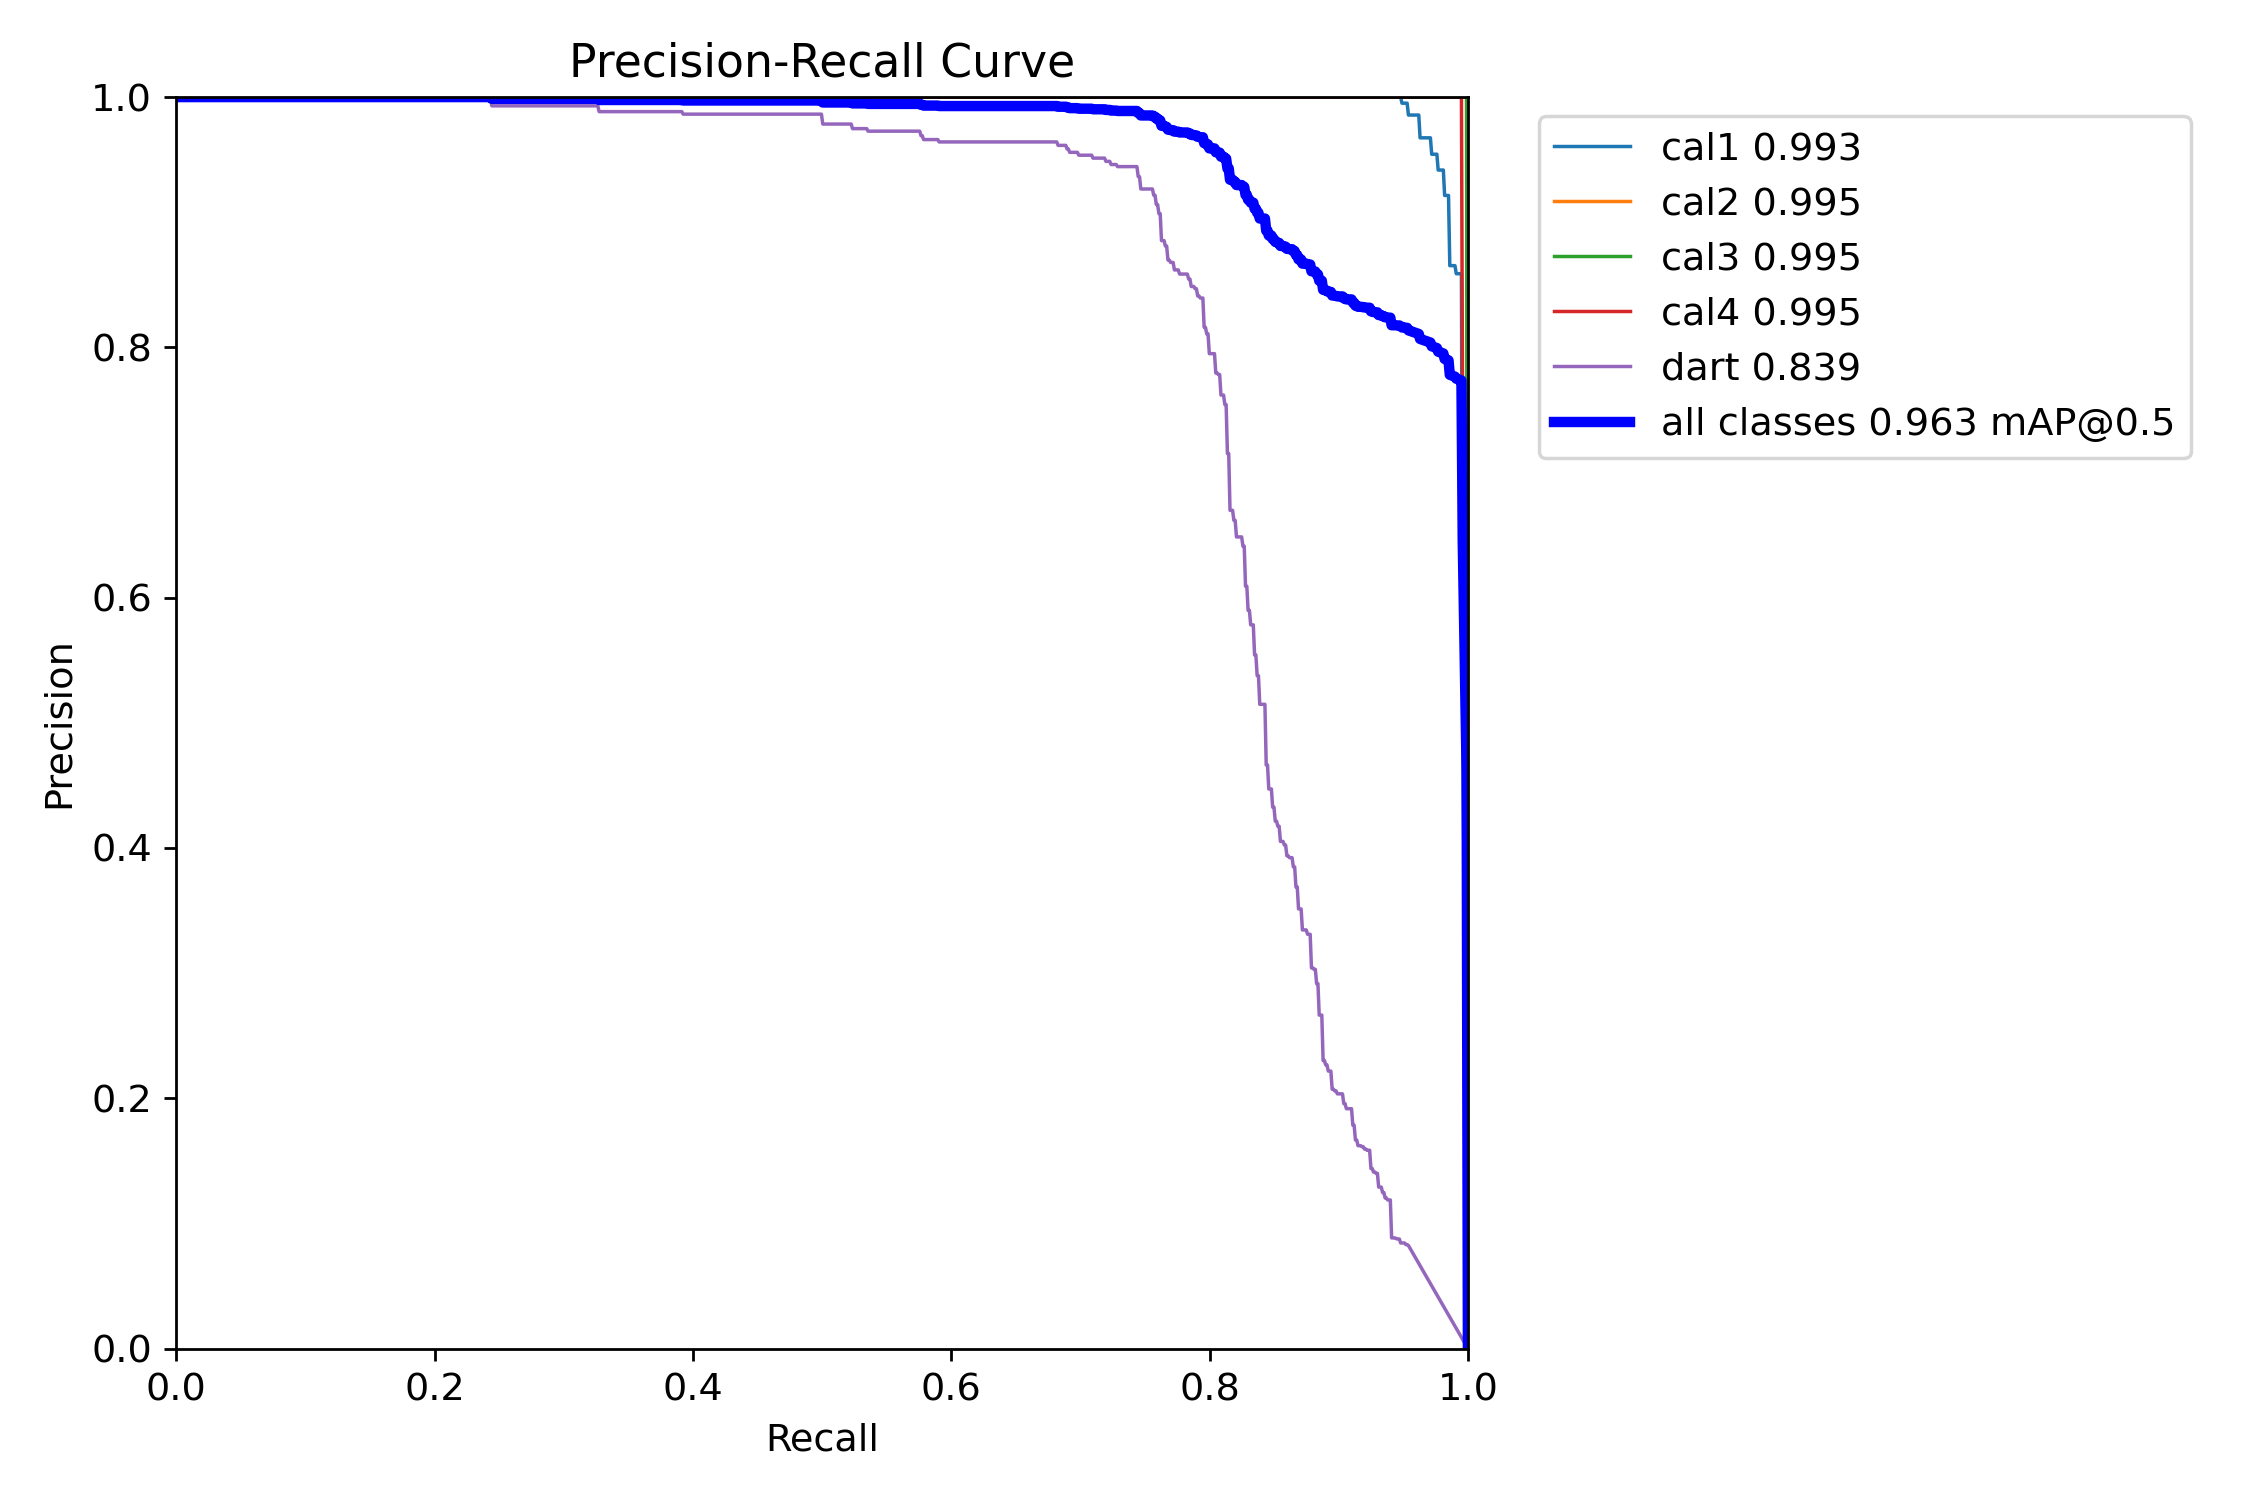 Precision-Recall Curve
1.0
0.8
0.6
0.4
0.2
0.0
Precision
0.0 0.2 0.4 0.6 0.8 1.0
Recall
cal1 0.993
cal2 0.995
cal3 0.995
cal4 0.995
dart 0.839
all classes 0.963 mAP@0.5